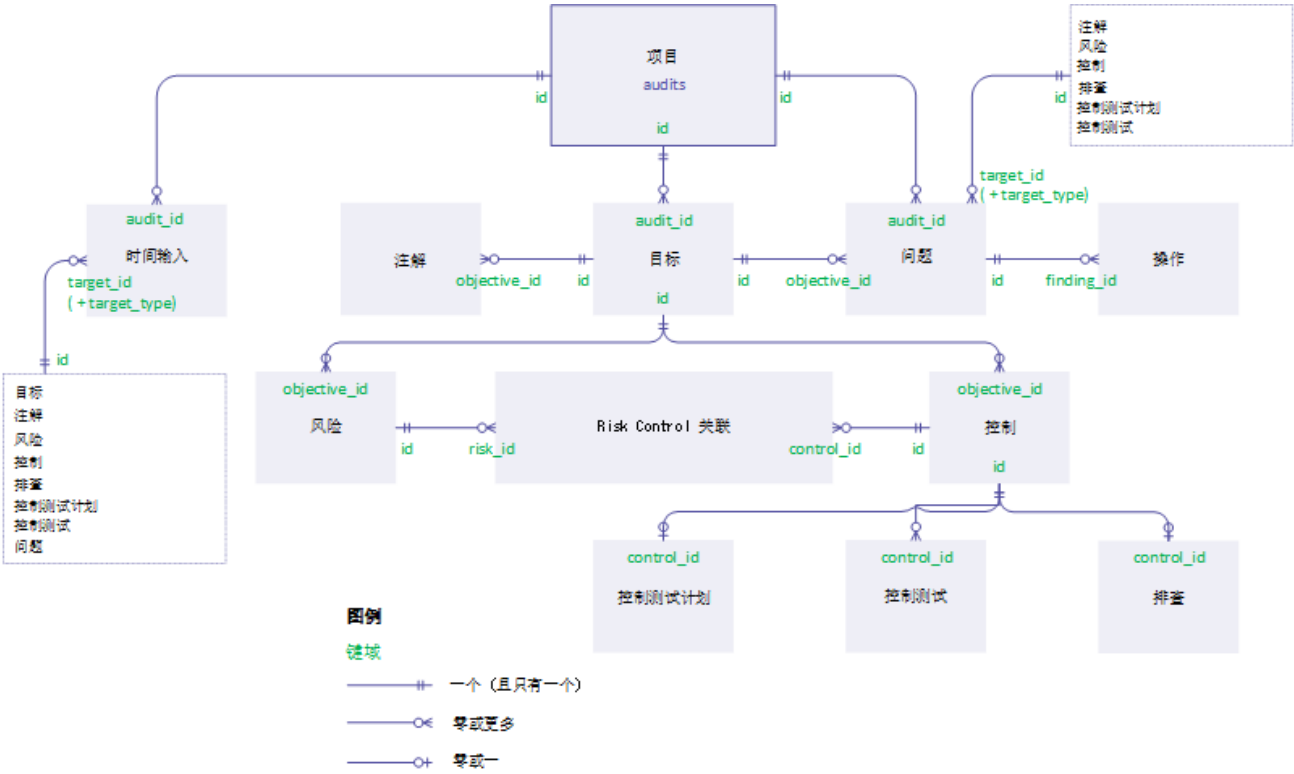 项目
audits
id
id
id
注解
风险
控制
排查
控制测试计划
控制测试
id
target_id
( + target_type)
audit_id
时间输入
target_id
( + target_type)
id
目标
注解
风险
控制
排查
控制测试计划
控制测试
问题
注解
objective_id
id
audit_id
目标
id
id
objective_id
audit_id
问题
id
finding_id
操作
objective_id
风险
id
risk_id
Risk Control 关联
control_id
id
objective_id
控制
id
control_id
控制测试计划
control_id
控制测试
control_id
排查
图例
键域
一个（且只有一个）
零或更多
零或一